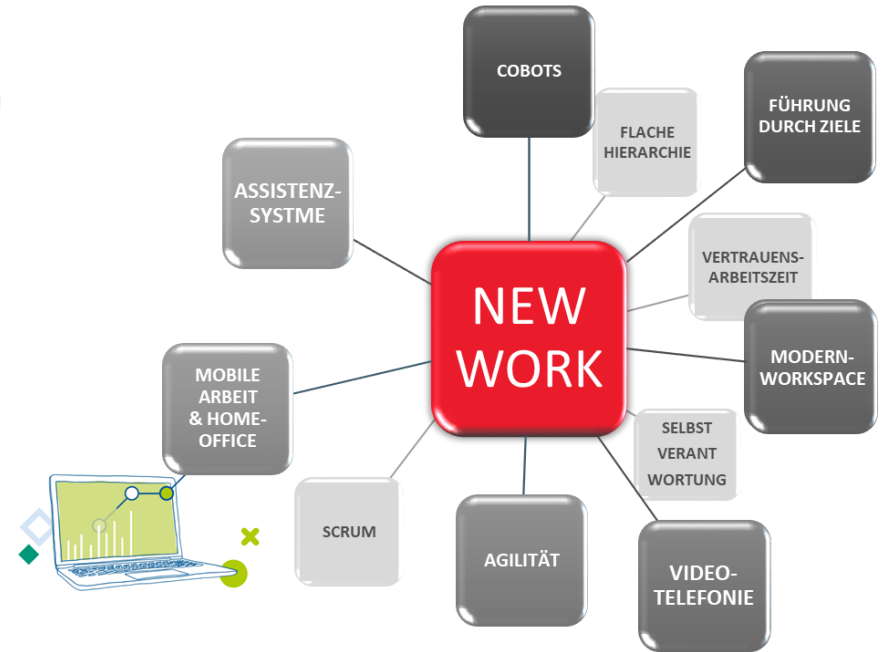 COBOTS
FLACHE
HIERARCHIE
FÜHRUNG
DURCH ZIELE
ASSISTENZ-
SYSTME
VERTRAUENS-
ARBEITSZEIT
NEW
WORK
MODERN-
WORKSPACE
MOBILE
ARBEIT
& HOME-
OFFICE
SELBST
VERANT
WORTUNG
SCRUM
AGILITÄT
VIDEO-
TELEFONIE